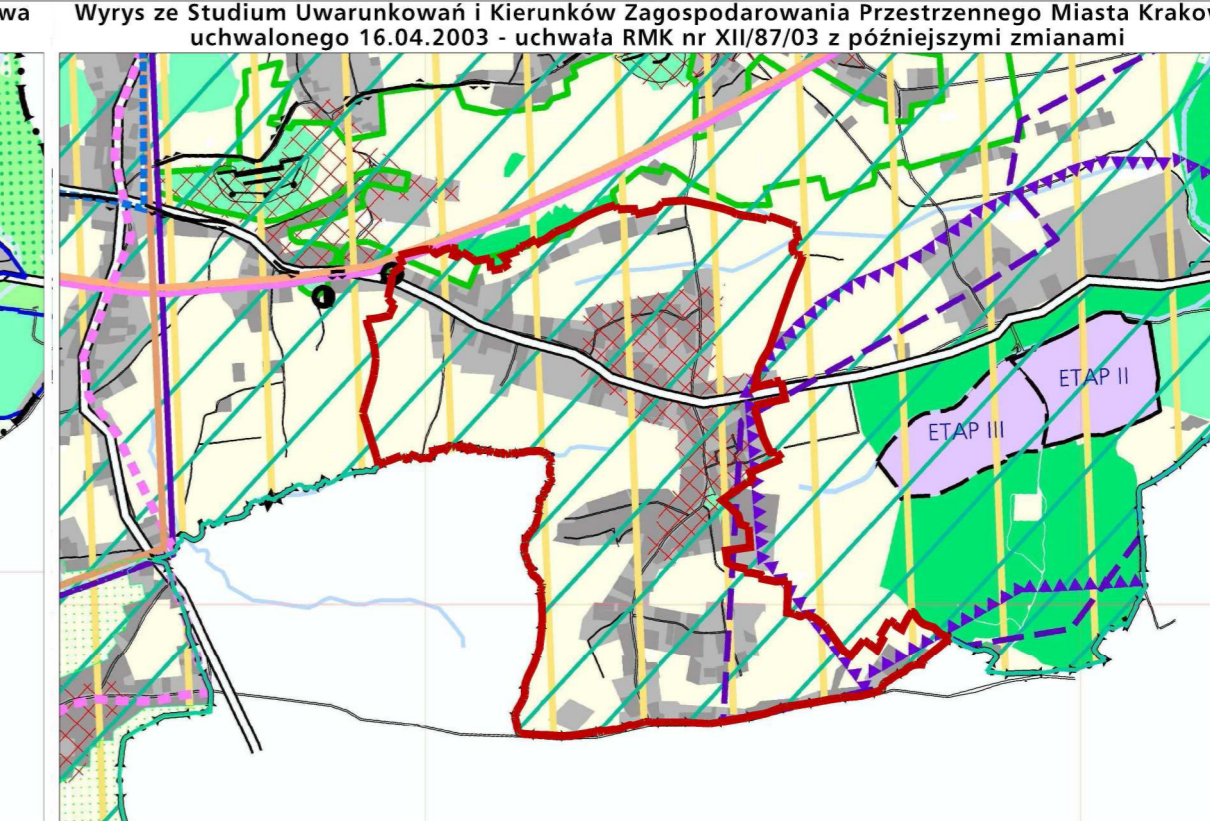 wa
Wyrys ze Studium Uwarunkowań i Kierunków Zagospodarowania Przestrzennego Miasta Krakow
uchwalonego 16.04.2003 - uchwała RMK nr XII/87/03 z późniejszymi zmianami
ETAP II
ETAP III